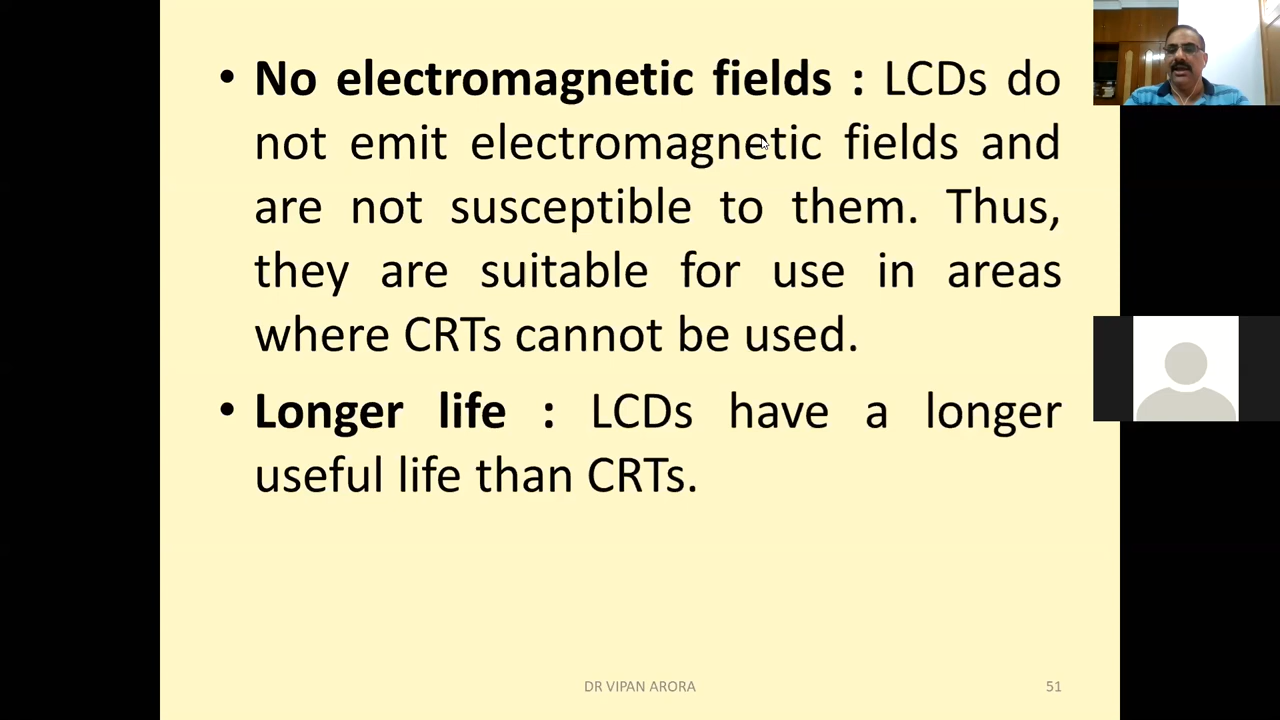 • No electromagnetic fields : LCDs do
not emit electromagnetic fields and
are not susceptible to them. Thus,
they are suitable for use in areas
where CRTs cannot be used.
• Longer life : LCDs have a longer
useful life than CRTs.
DR VIPAN ARORA
51